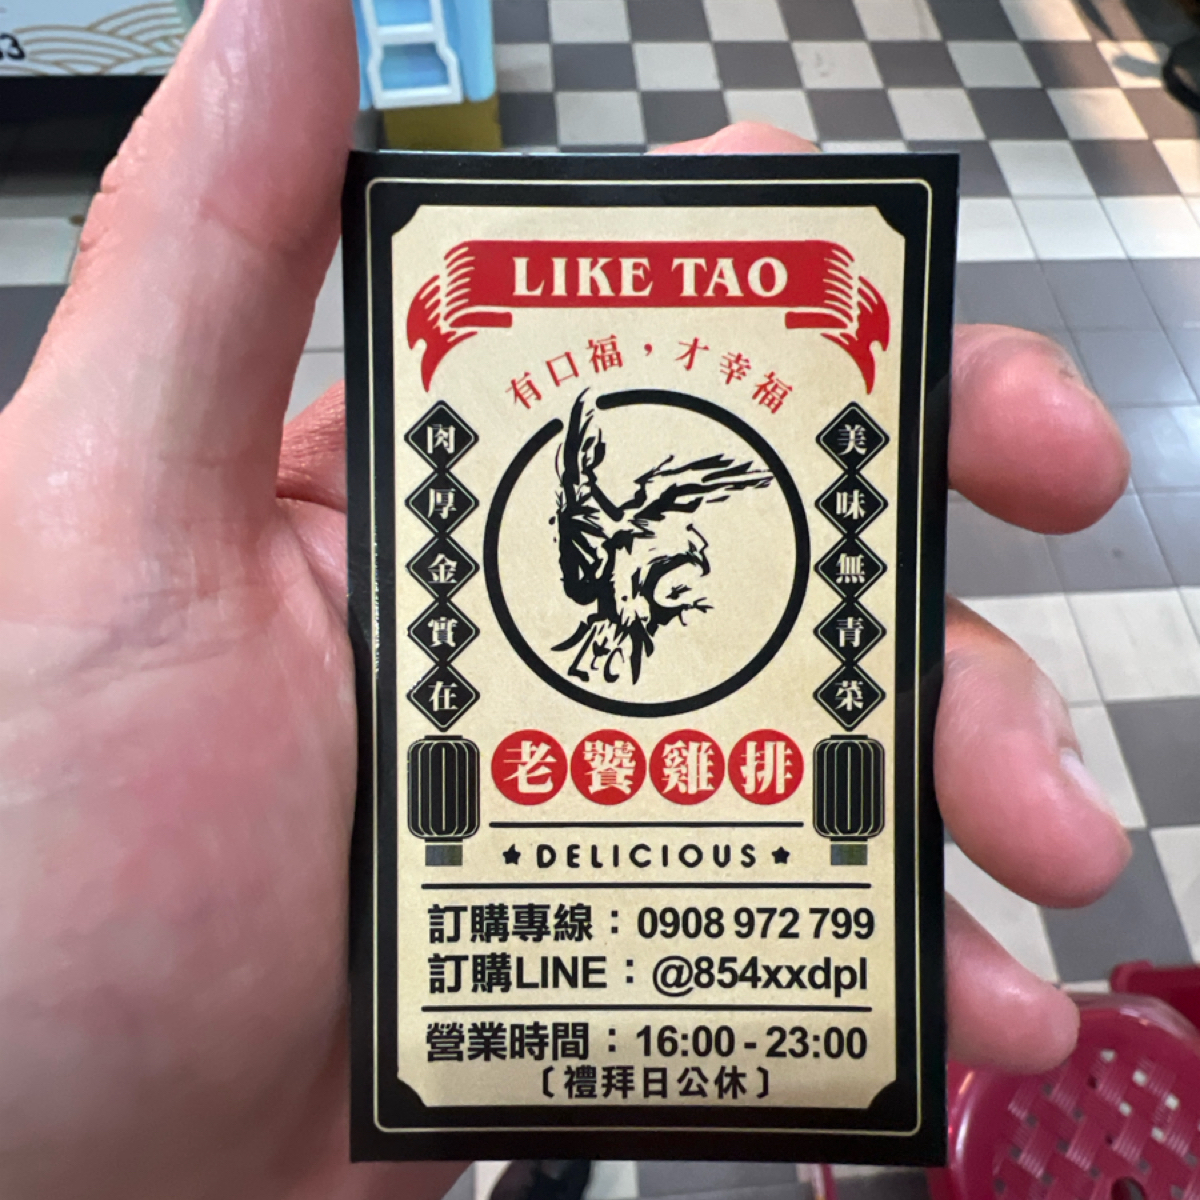 LIKE TAO
有口福，才幸福
肉厚金實在
美味無青菜
Ltc
老饕雞排
★DELICIOUS★
訂購專線：0908 972 799
訂購LINE：@854xxdpl
營業時間：16:00 - 23:00
〔禮拜日公休〕